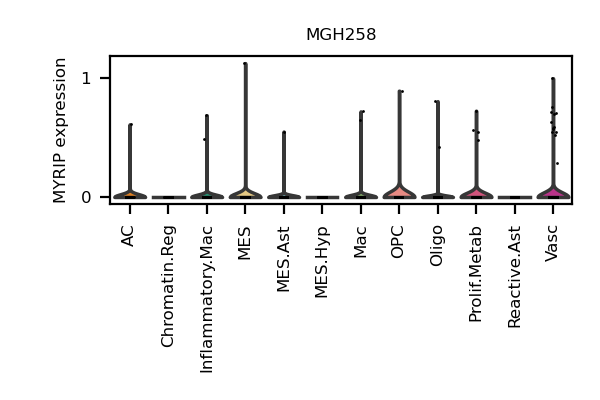 MGH258
MYRIP expression
1
0
AC
Chromatin.Reg
Inflammatory.Mac
MES
MES.Ast
MES.Hyp
Mac
OPC
Oligo
Prolif.Metab
Reactive.Ast
Vasc